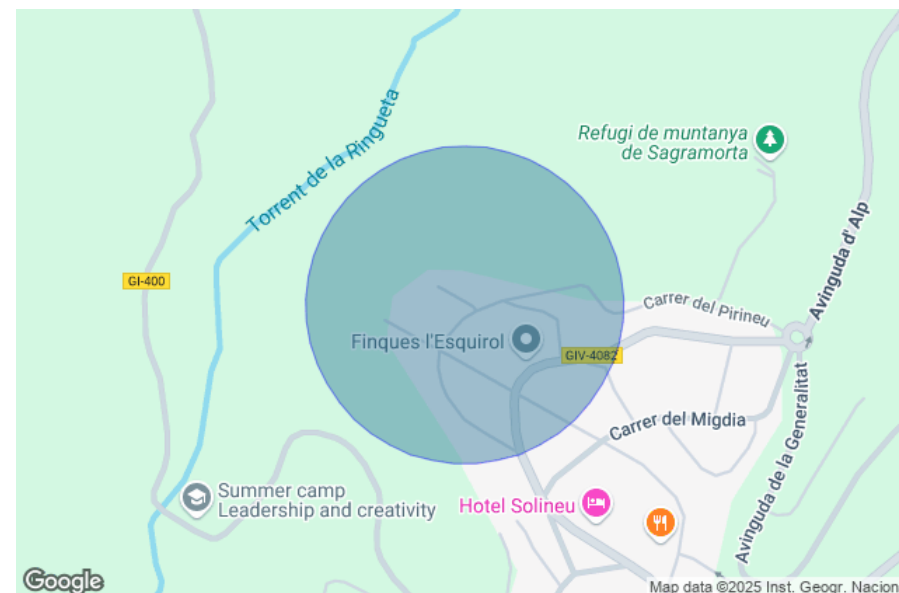 Torrent de la Ringueta
Refugi de muntanya
de Sagramorta
GI-400
Avinguda d'Alp
Carrer del Pirineu
Finques l'Esquirol
GIV-4082
Carrer del Migdia
Avinguda de la Generalitat
Summer camp
Leadership and creativity
Hotel Solineu
Google
Map data ©2025 Inst. Geogr. Nacion